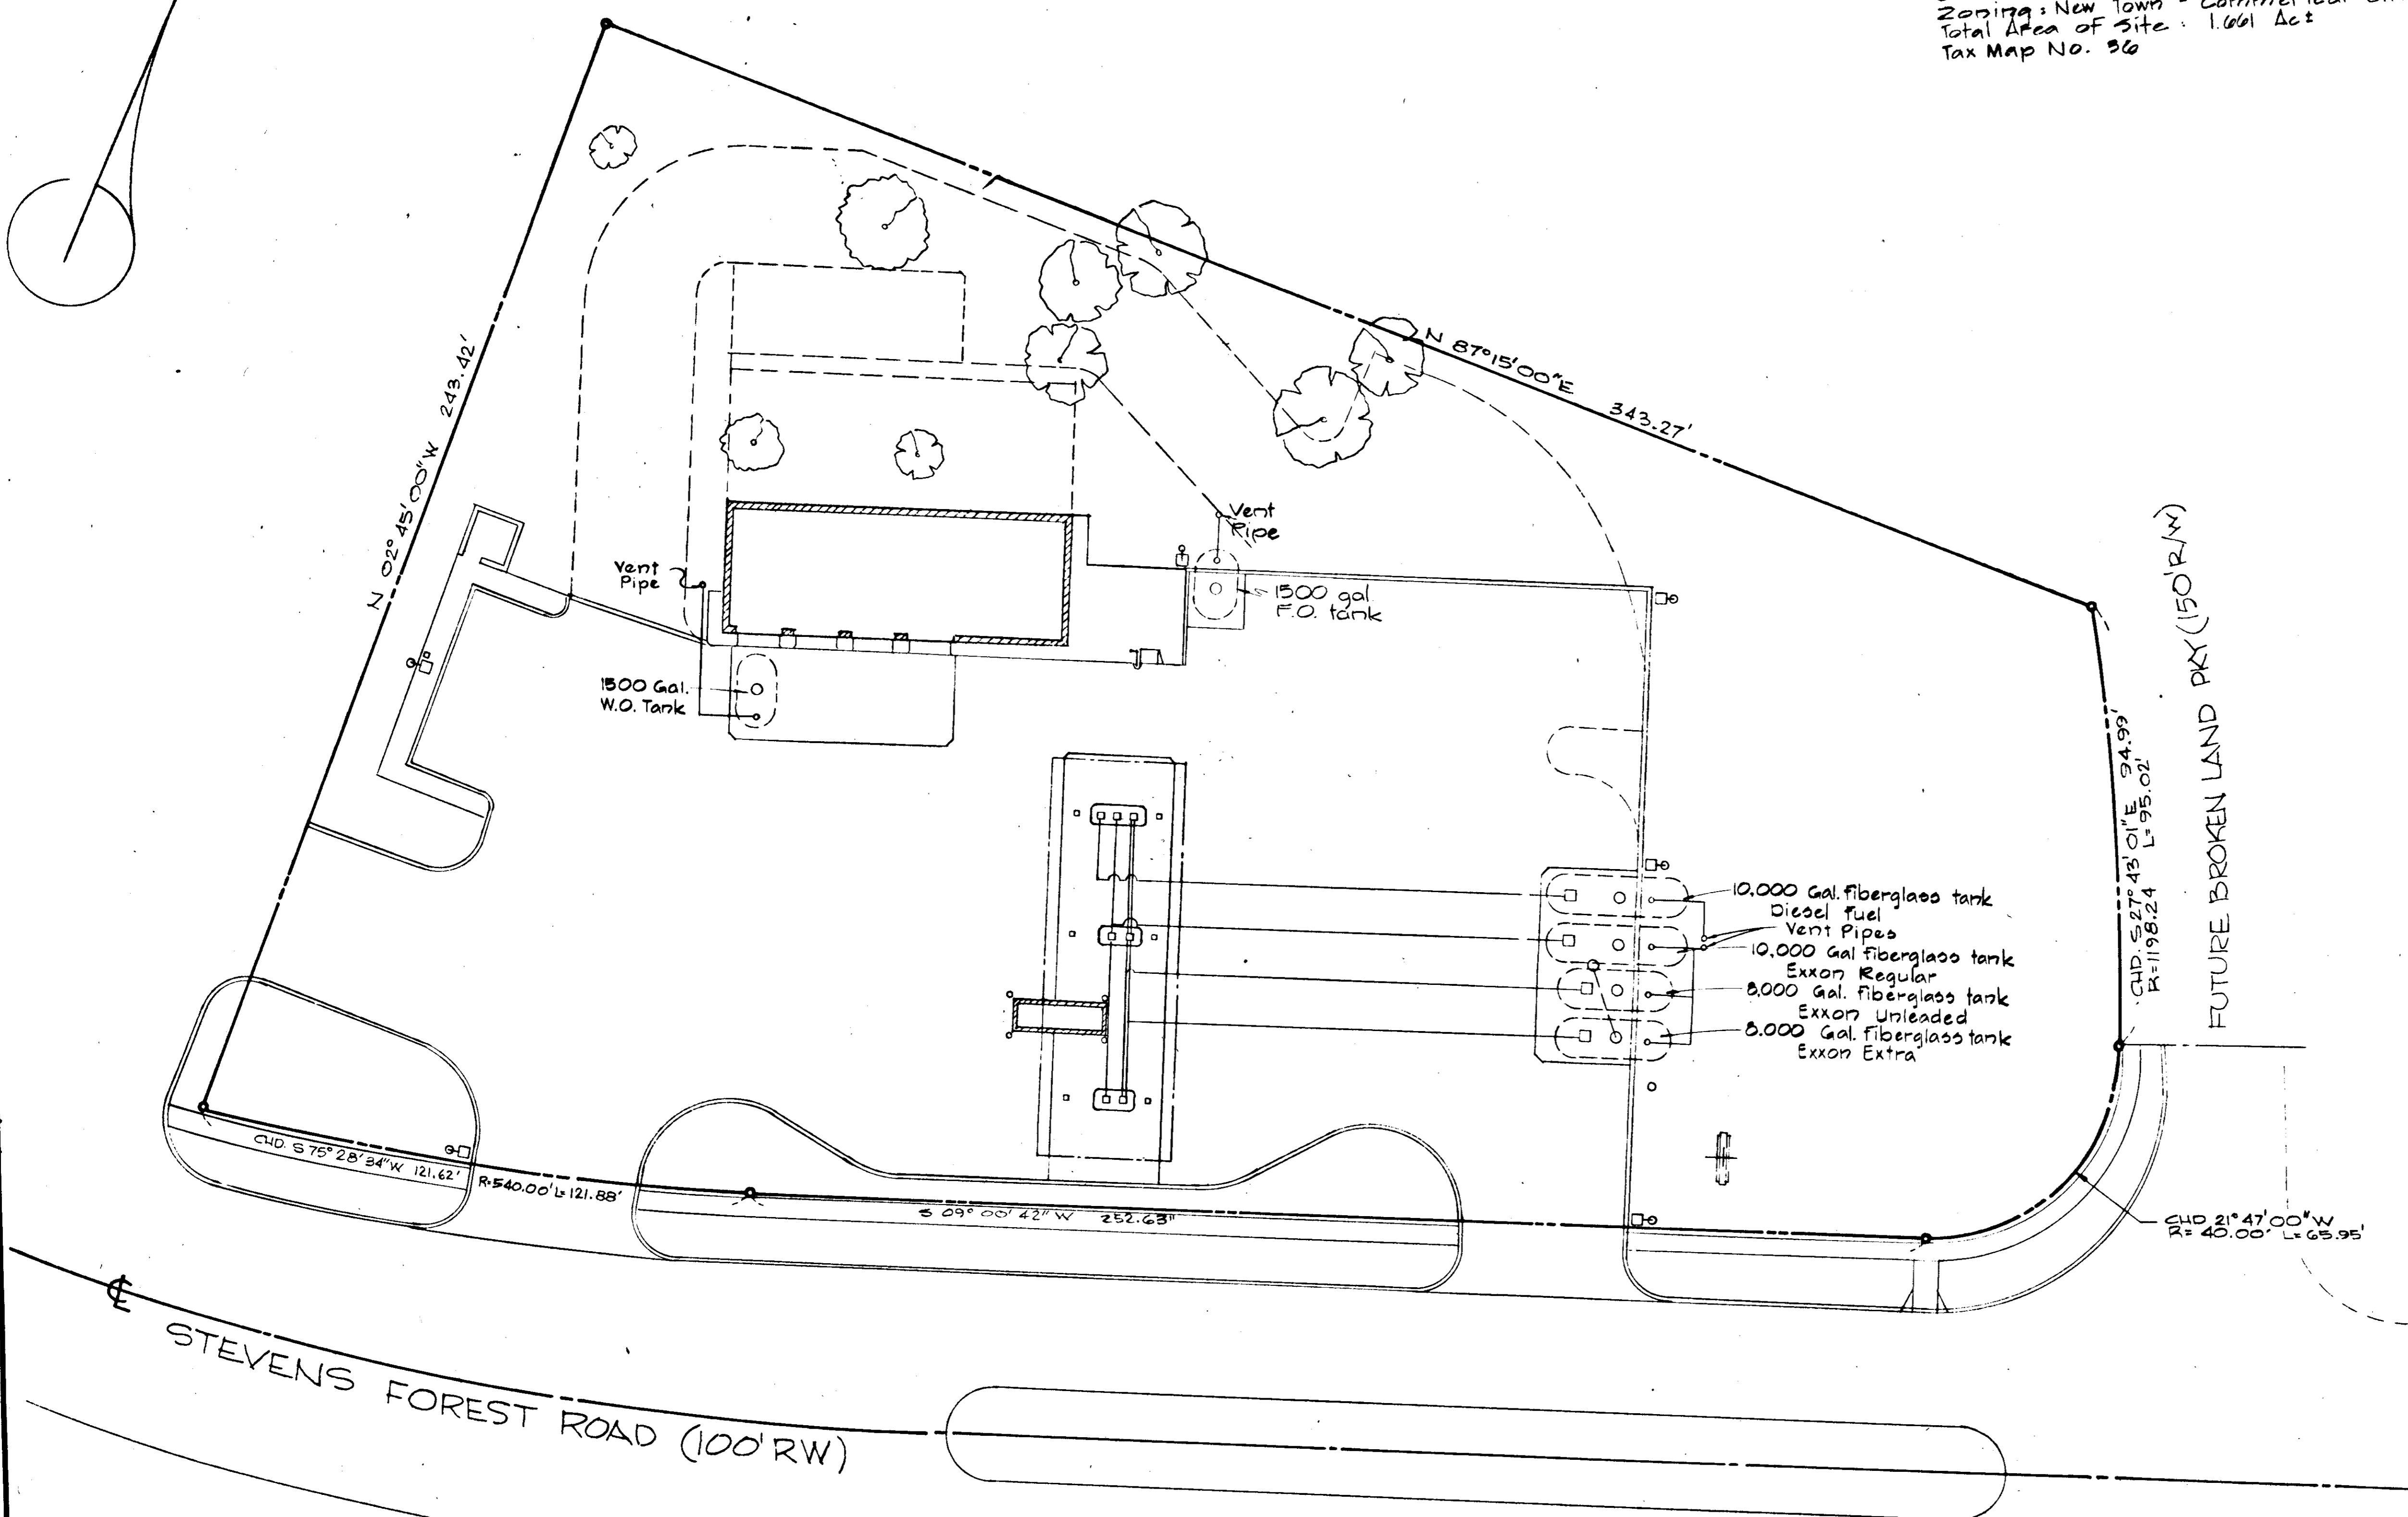 Zoning: New Town - Commercial
Total Area of Site: 1.661 Ac±
Tax Map No. 36
N 02° 45' 00" W 243.42'
N 87°15'00"E 343.27'
Vent
Pipe
Vent
Pipe
1500 gal
F.O. tank
1500 Gal.
W.O. Tank
10,000 Gal. fiberglass tank
Diesel Fuel
Vent Pipes
10,000 Gal fiberglass tank
Exxon Regular
8,000 Gal. fiberglass tank
Exxon Unleaded
8.000 Gal. fiberglass tank
Exxon Extra
CHD. S 27° 43' 01" E 94.99'
R=1198.24 L=95.02'
FUTURE BROKEN LAND PKY (150'R/W)
CHD. S 75° 28' 34" W 121.62'
R=540.00' L=121.88'
S 09° 00' 42" W 252.63"
CHD 21° 47' 00" W
R= 40.00' L=65.95'
℄
STEVENS FOREST ROAD (100' RW)